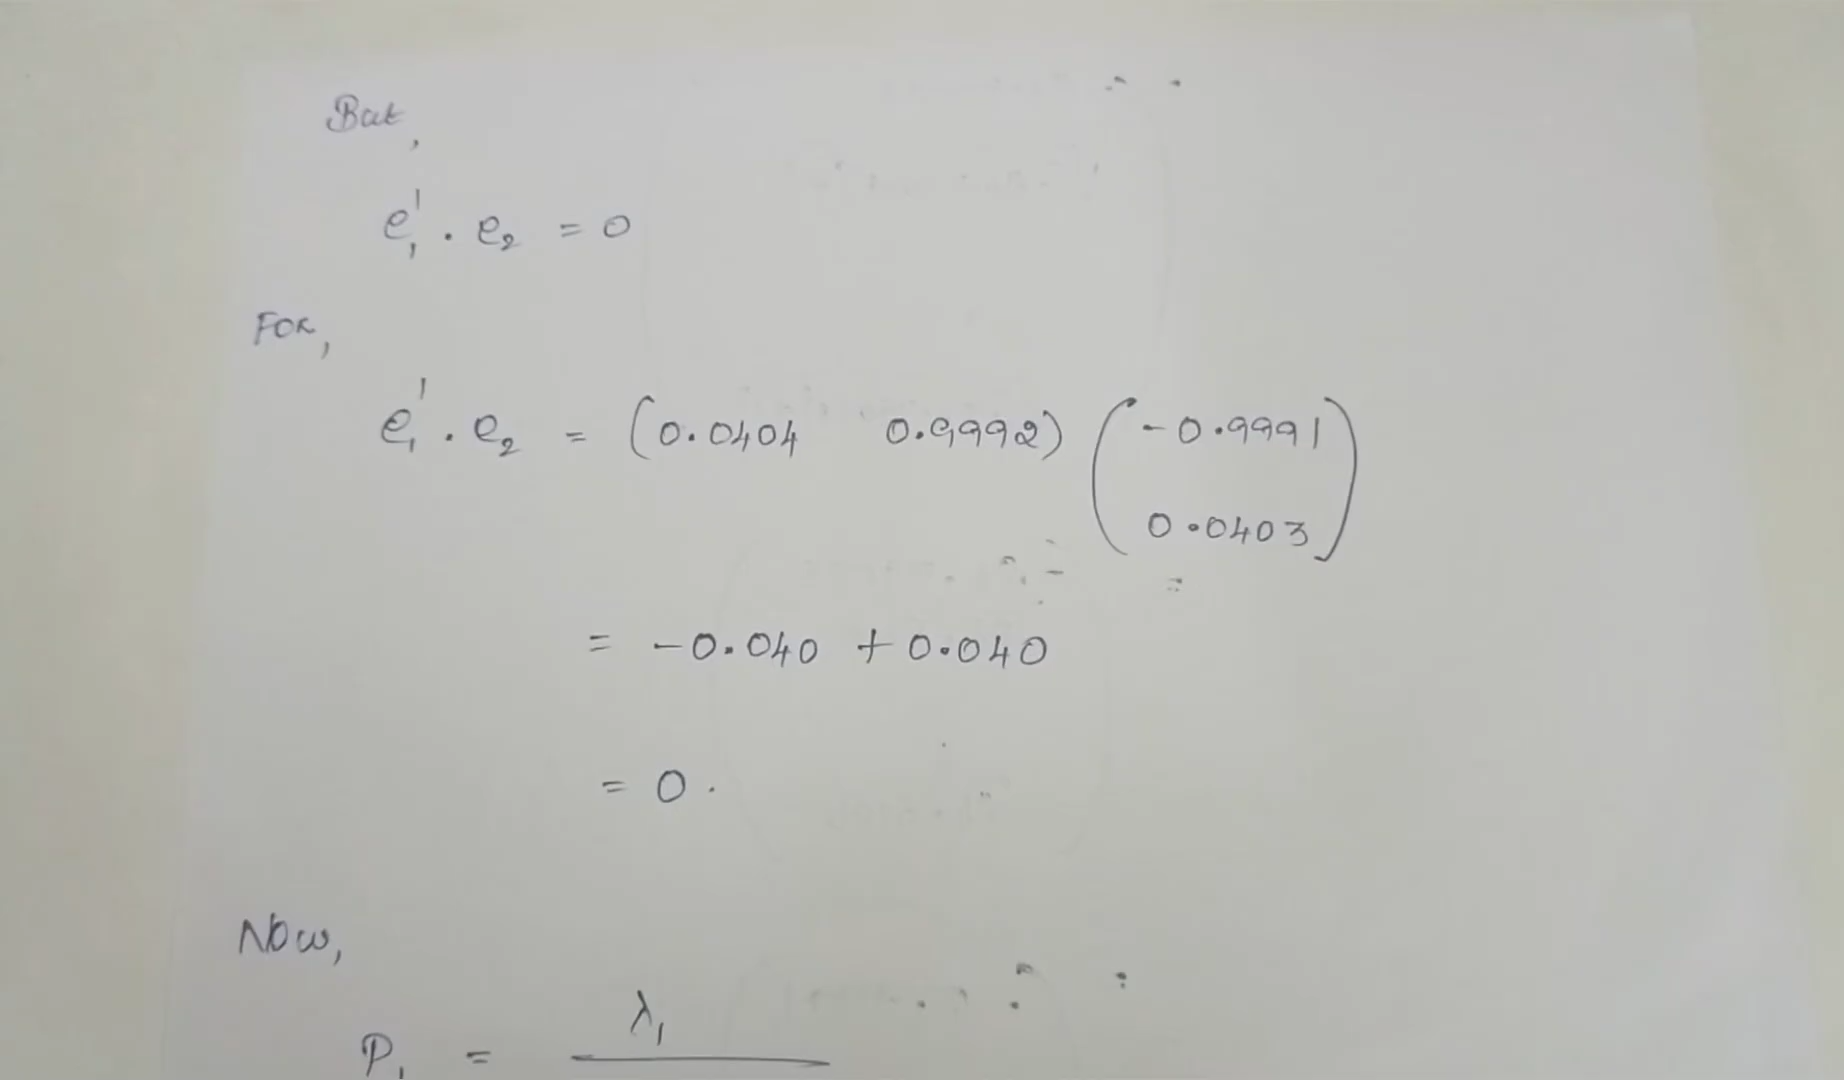 But,
e₁' . e₂ = 0
For,
e₁' . e₂ = (0.0404 0.9992) (-0.9991
0.0403)
= -0.040 + 0.040
= 0.
Now,
λ₁
P₁ =